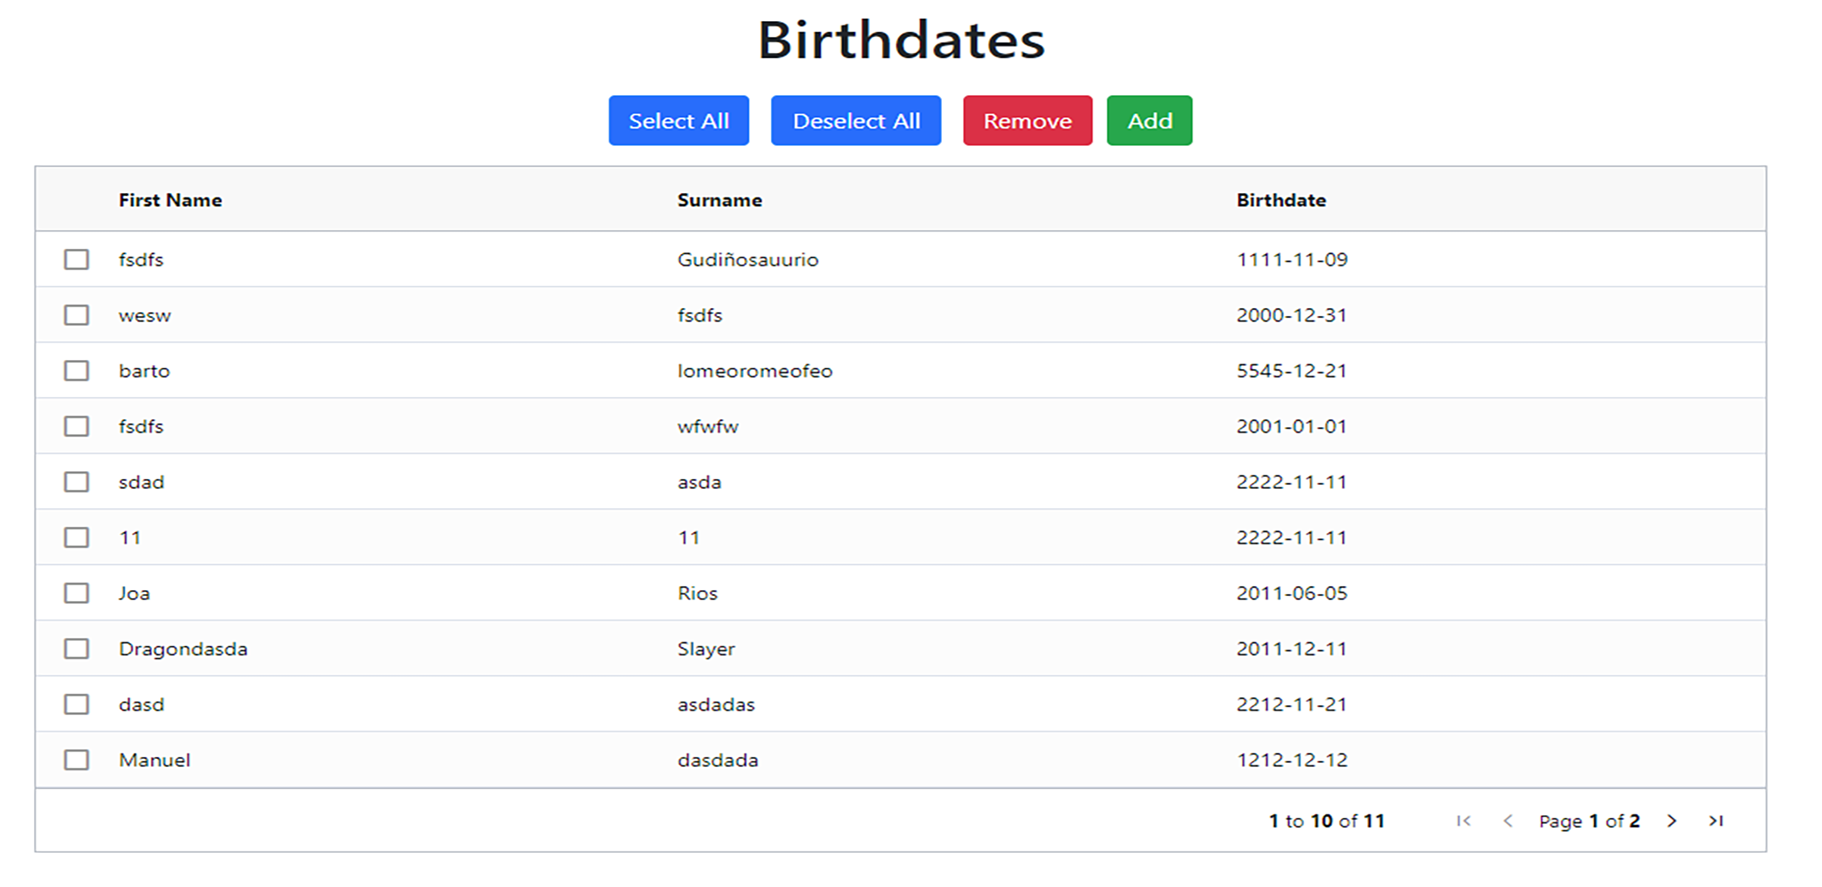 Birthdates
Select All Deselect All Remove Add
First Name Surname Birthdate
fsdfs Gudiñosauurio 1111-11-09
wesw fsdfs 2000-12-31
barto lomeoromeofeo 5545-12-21
fsdfs wfwfw 2001-01-01
sdad asda 2222-11-11
11 11 2222-11-11
Joa Rios 2011-06-05
Dragondasda Slayer 2011-12-11
dasd asdadas 2212-11-21
Manuel dasdada 1212-12-12
1 to 10 of 11 Page 1 of 2